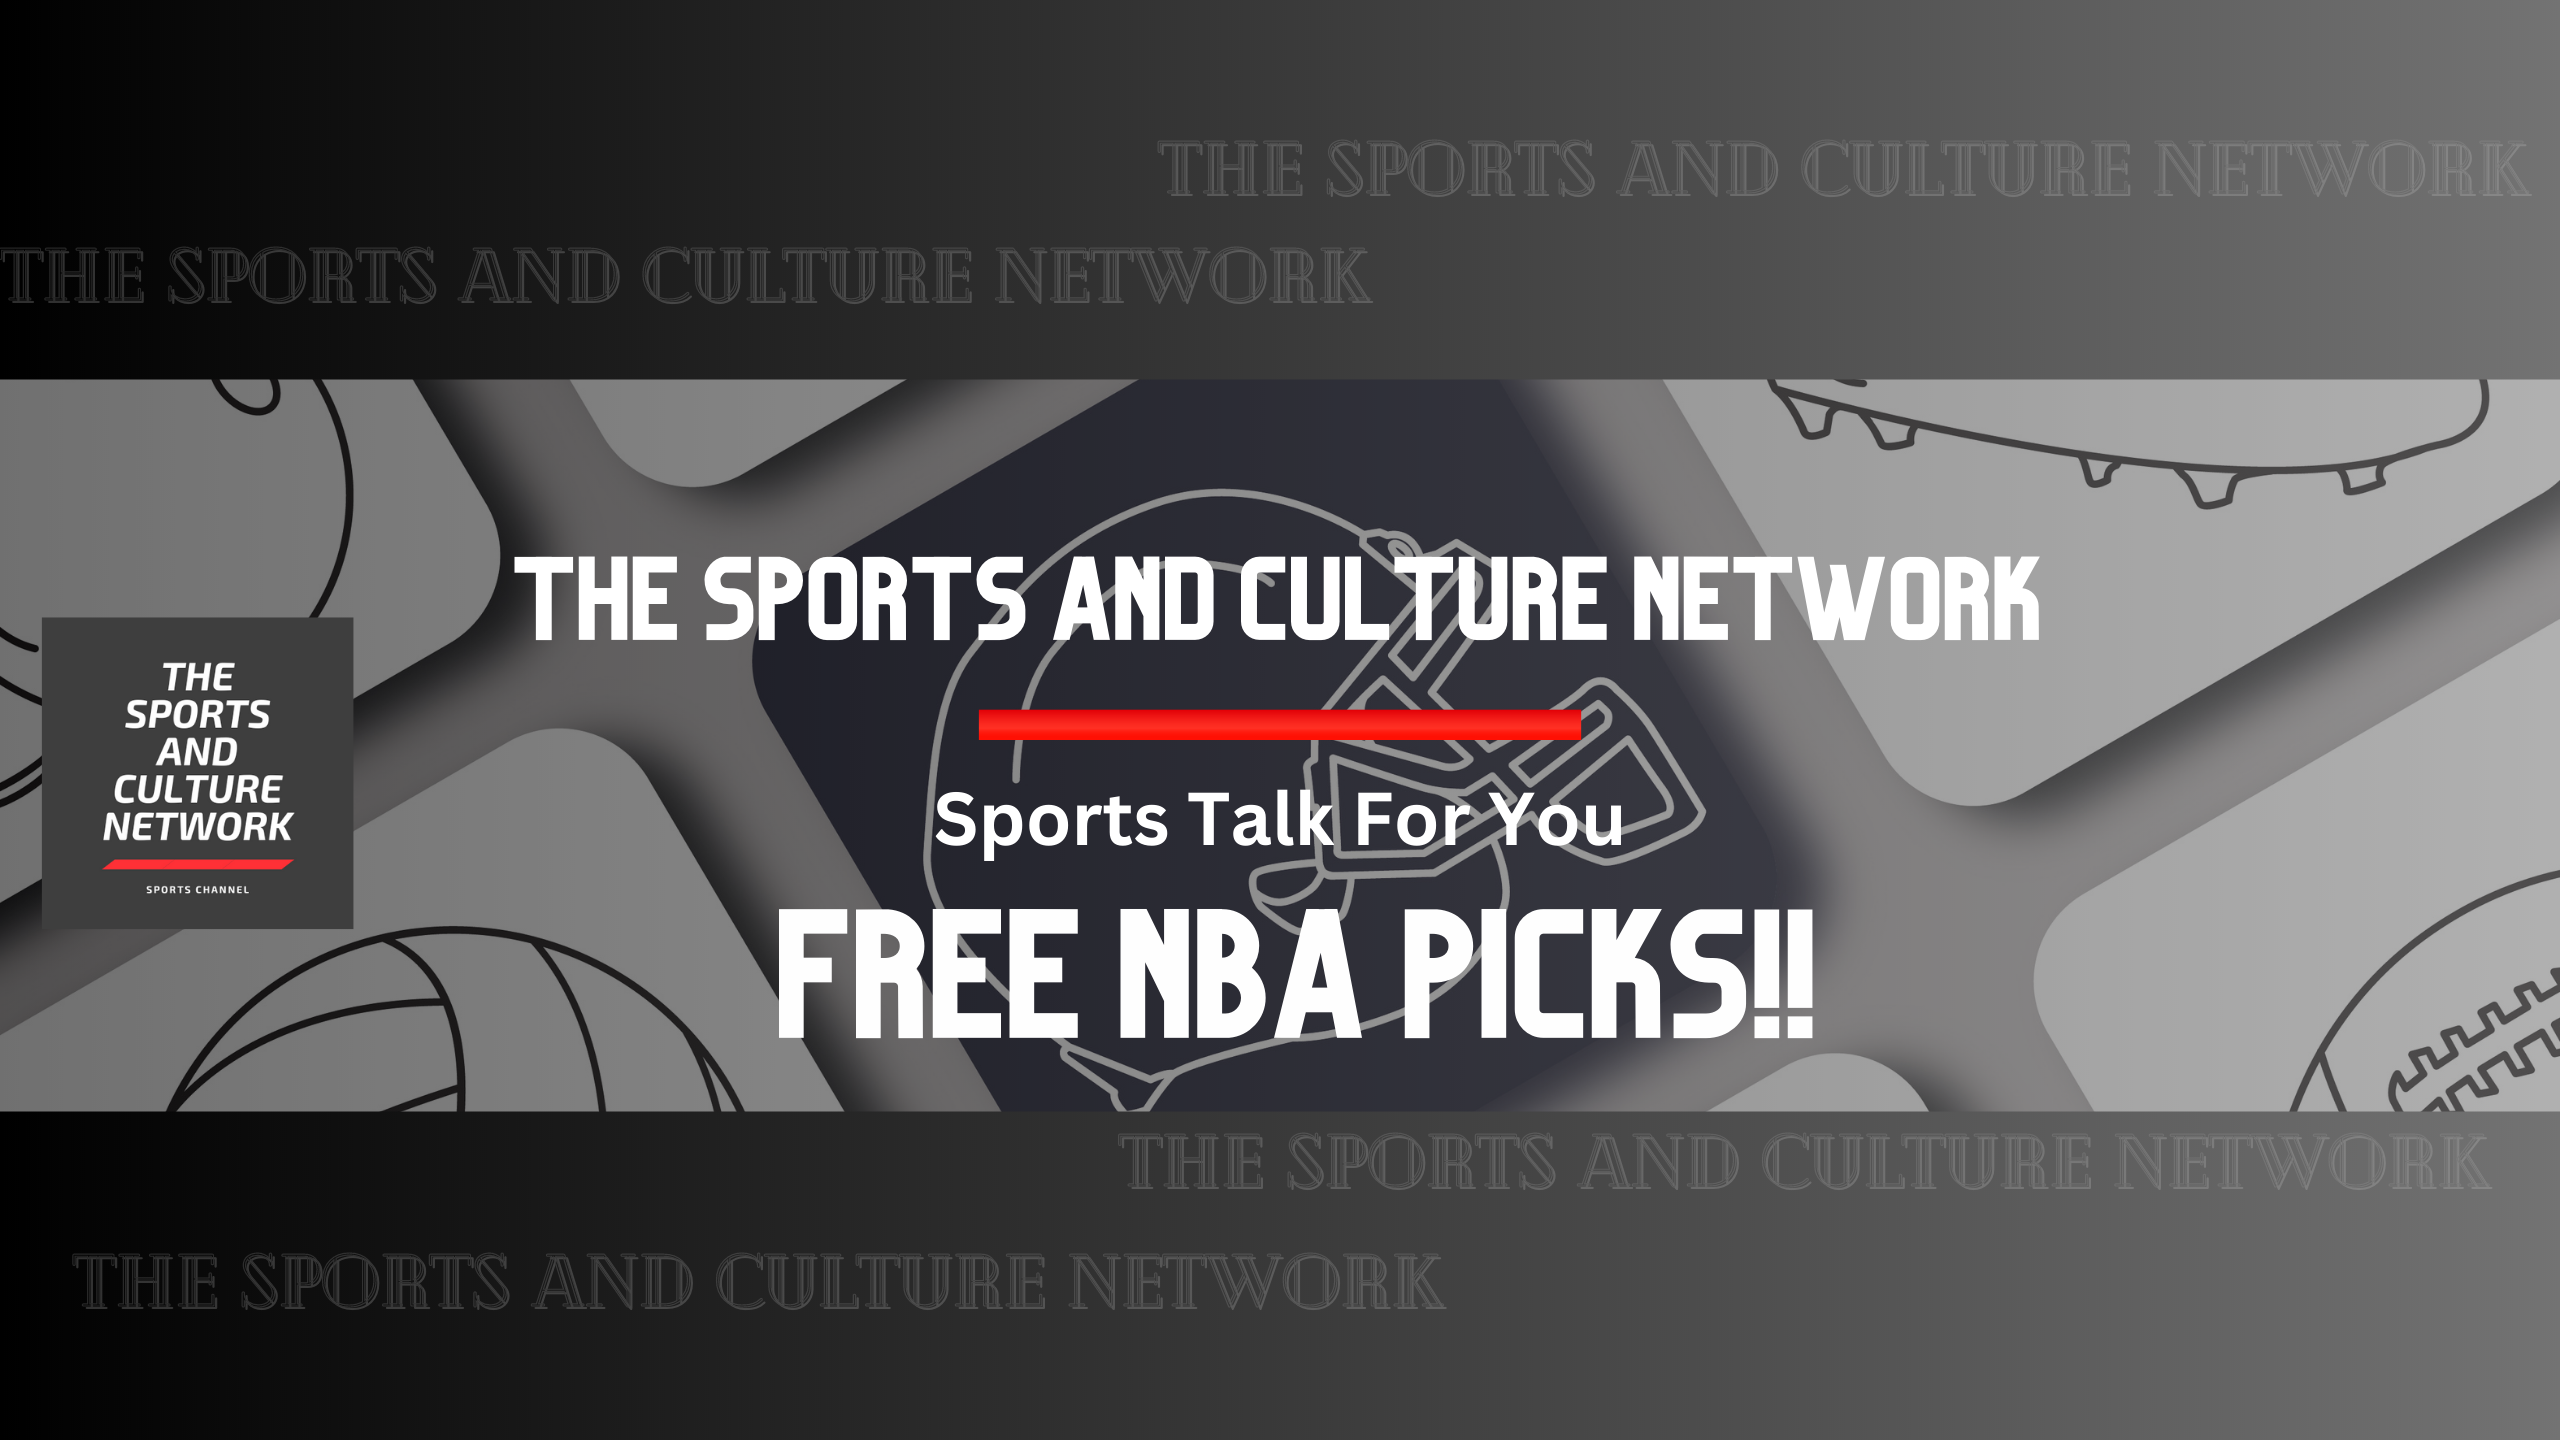 THE SPORTS AND CULTURE NETWORK
THE SPORTS AND CULTURE NETWORK
THE SPORTS AND CULTURE NETWORK
THE
SPORTS
AND
CULTURE
NETWORK
SPORTS CHANNEL
Sports Talk For You
FREE NBA PICKS!!
THE SPORTS AND CULTURE NETWORK
THE SPORTS AND CULTURE NETWORK